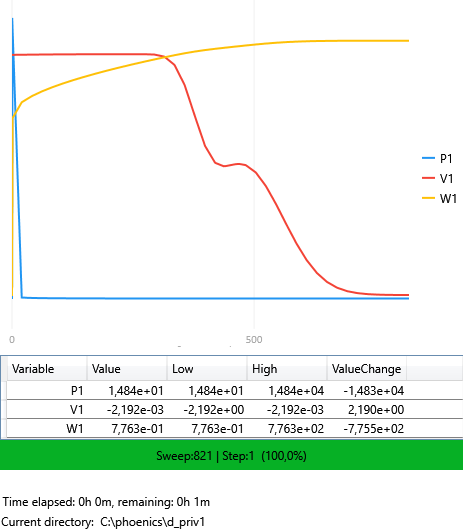 P1
V1
W1
0 500
Variable Value Low High ValueChange
P1 1,484e+01 1,484e+01 1,484e+04 -1,483e+04
V1 -2,192e-03 -2,192e+00 -2,192e-03 2,190e+00
W1 7,763e-01 7,763e-01 7,763e+02 -7,755e+02
Sweep:821 | Step:1 (100,0%)
Time elapsed: 0h 0m, remaining: 0h 1m
Current directory: C:\phoenics\d_priv1